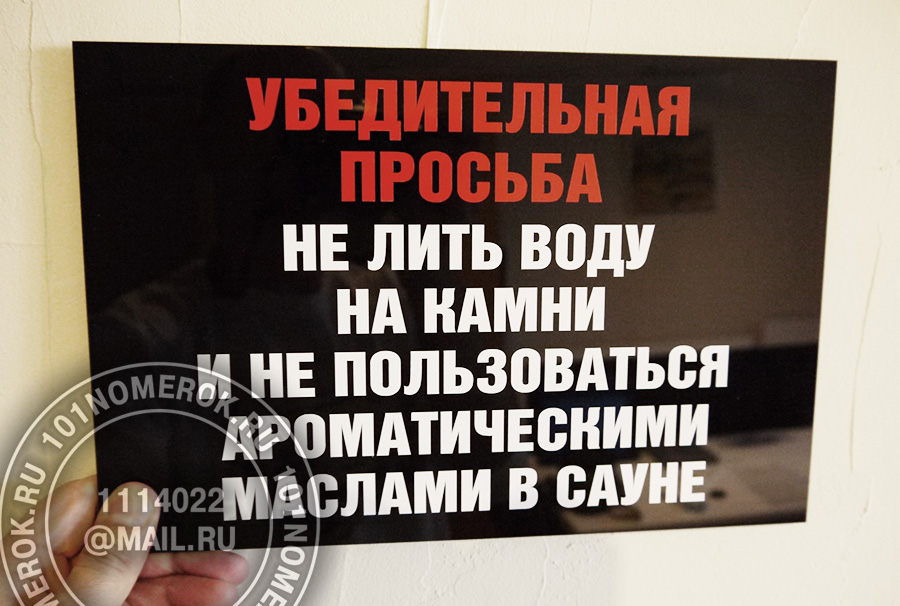 УБЕДИТЕЛЬНАЯ
ПРОСЬБА
НЕ ЛИТЬ ВОДУ
НА КАМНИ
И НЕ ПОЛЬЗОВАТЬСЯ
АРОМАТИЧЕСКИМИ
МАСЛАМИ В САУНЕ
101NOMEROK.RU
1114022
@MAIL.RU